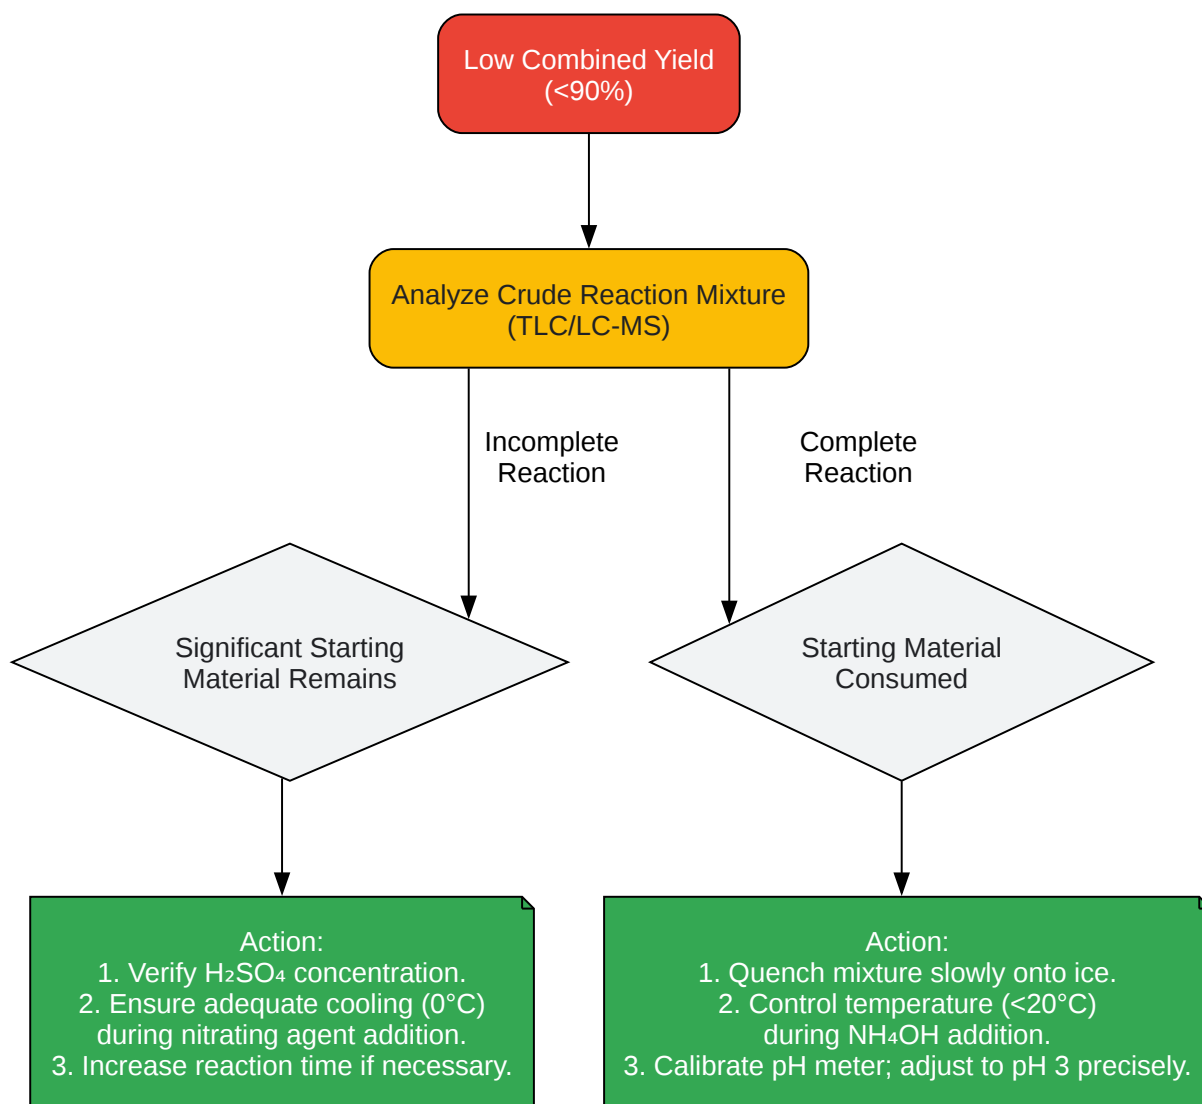 Low Combined Yield
(<90%)
Analyze Crude Reaction Mixture
(TLC/LC-MS)
Incomplete
Reaction
Complete
Reaction
Significant Starting
Material Remains
Starting Material
Consumed
Action:
1. Verify H₂SO₄ concentration.
2. Ensure adequate cooling (0°C)
during nitrating agent addition.
3. Increase reaction time if necessary.
Action:
1. Quench mixture slowly onto ice.
2. Control temperature (<20°C)
during NH₄OH addition.
3. Calibrate pH meter; adjust to pH 3 precisely.